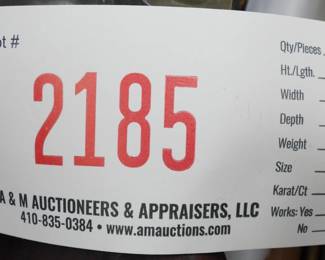 ot #
2185
A & M AUCTIONEERS & APPRAISERS, LLC
410-835-0384 • www.amauctions.com
Qty/Pieces
Ht./Lgth.
Width
Depth
Weight
Size
Karat/Ct
Works: Yes
No